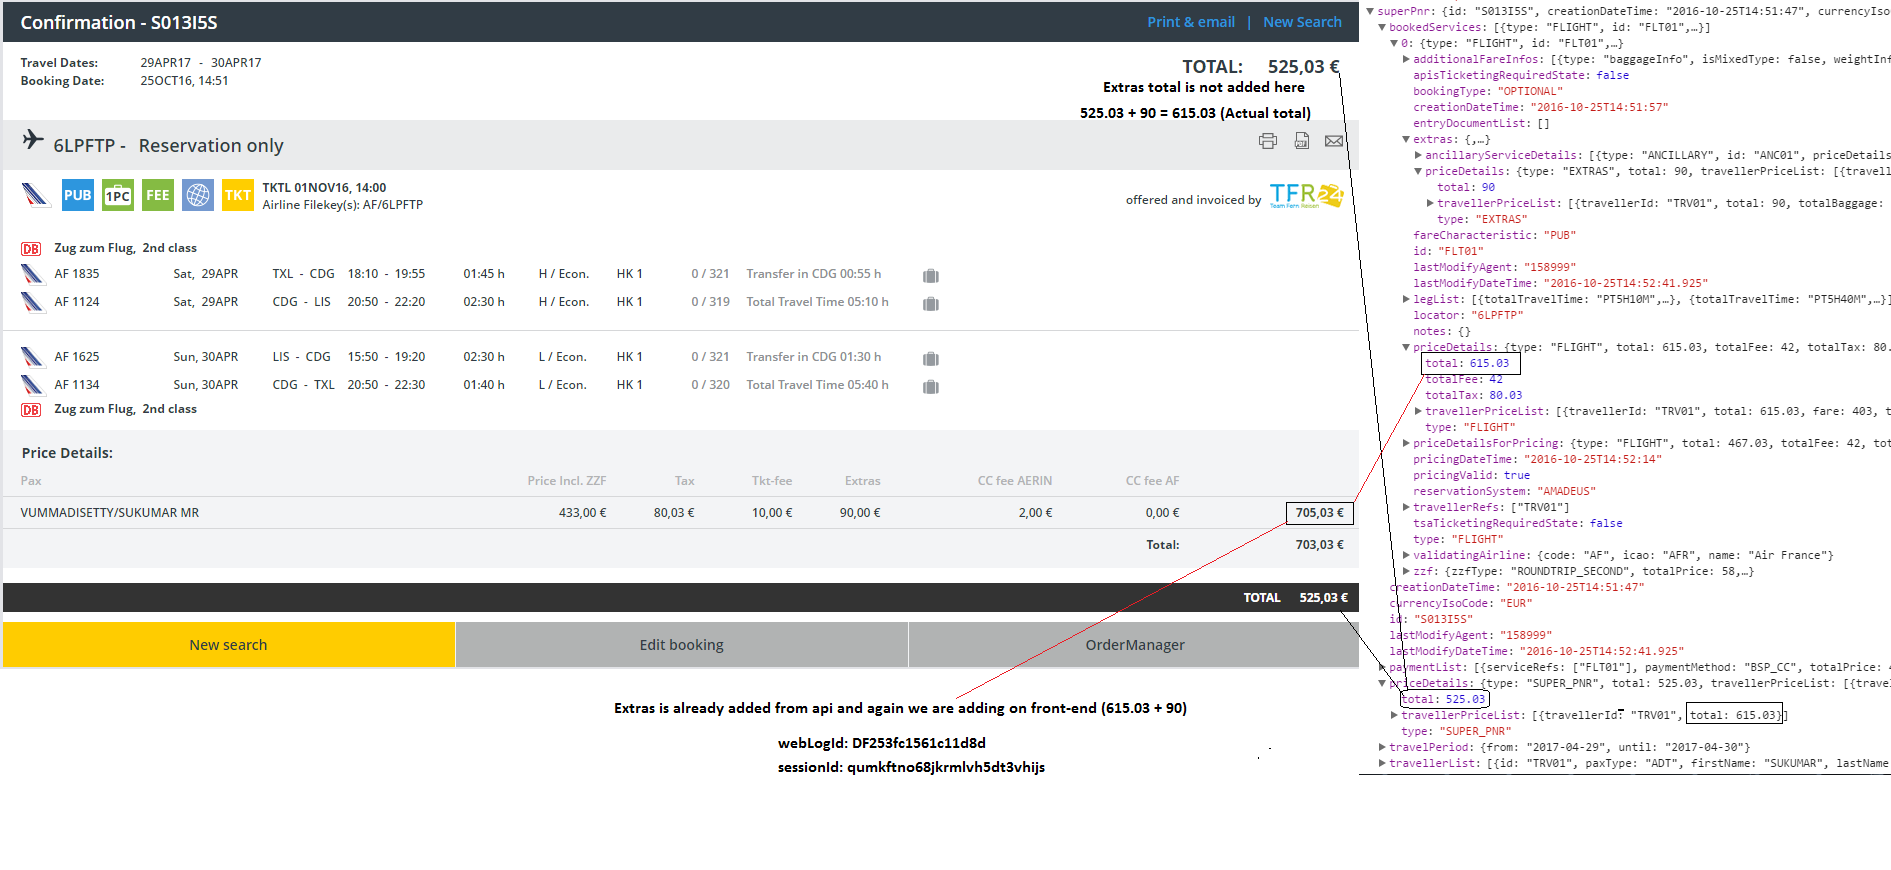 Confirmation - S013I5S
Print & email | New Search
Travel Dates: 29APR17 - 30APR17
Booking Date: 25OCT16, 14:51
TOTAL: 525,03 €
Extras total is not added here
525.03 + 90 = 615.03 (Actual total)
6LPFTP - Reservation only
PUB 1PC FEE TKT
TKTL 01NOV16, 14:00
Airline Filekey(s): AF/6LPFTP
offered and invoiced by TFR24
Team Fern Reisen
DB Zug zum Flug, 2nd class
AF 1835 Sat, 29APR TXL - CDG 18:10 - 19:55 01:45 h H / Econ. HK 1 0 / 321 Transfer in CDG 00:55 h
AF 1124 Sat, 29APR CDG - LIS 20:50 - 22:20 02:30 h H / Econ. HK 1 0 / 319 Total Travel Time 05:10 h
AF 1625 Sun, 30APR LIS - CDG 15:50 - 19:20 02:30 h L / Econ. HK 1 0 / 321 Transfer in CDG 01:30 h
AF 1134 Sun, 30APR CDG - TXL 20:50 - 22:30 01:40 h L / Econ. HK 1 0 / 320 Total Travel Time 05:40 h
DB Zug zum Flug, 2nd class
Price Details:
Pax Price Incl. ZZF Tax Tkt-fee Extras CC fee AERIN CC fee AF
VUMMADISETTY/SUKUMAR MR 433,00 € 80,03 € 10,00 € 90,00 € 2,00 € 0,00 € 705,03 €
Total: 703,03 €
TOTAL 525,03 €
New search Edit booking OrderManager
Extras is already added from api and again we are adding on front-end (615.03 + 90)
webLogId: DF253fc1561c11d8d
sessionId: qumkftno68jkrmlvh5dt3vhijs
superPnr: {id: "S013I5S", creationDateTime: "2016-10-25T14:51:47", currencyIso
bookedServices: [{type: "FLIGHT", id: "FLT01",…}]
0: {type: "FLIGHT", id: "FLT01",…}
additionalFareInfos: [{type: "baggageInfo", isMixedType: false, weightInf
apisTicketingRequiredState: false
bookingType: "OPTIONAL"
creationDateTime: "2016-10-25T14:51:57"
entryDocumentList: []
extras: {,…}
ancillaryServiceDetails: [{type: "ANCILLARY", id: "ANC01", priceDetails
priceDetails: {type: "EXTRAS", total: 90, travellerPriceList: [{travell
total: 90
travellerPriceList: [{travellerId: "TRV01", total: 90, totalBaggage:
type: "EXTRAS"
fareCharacteristic: "PUB"
id: "FLT01"
lastModifyAgent: "158999"
lastModifyDateTime: "2016-10-25T14:52:41.925"
legList: [{totalTravelTime: "PT5H10M",…}, {totalTravelTime: "PT5H40M",…}]
locator: "6LPFTP"
notes: {}
priceDetails: {type: "FLIGHT", total: 615.03, totalFee: 42, totalTax: 80.
total: 615.03
totalFee: 42
totalTax: 80.03
travellerPriceList: [{travellerId: "TRV01", total: 615.03, fare: 403, t
type: "FLIGHT"
priceDetailsForPricing: {type: "FLIGHT", total: 467.03, totalFee: 42, tot
pricingDateTime: "2016-10-25T14:52:14"
pricingValid: true
reservationSystem: "AMADEUS"
travellerRefs: ["TRV01"]
tsaTicketingRequiredState: false
type: "FLIGHT"
validatingAirline: {code: "AF", icao: "AFR", name: "Air France"}
zzf: {zzfType: "ROUNDTRIP_SECOND", totalPrice: 58,…}
creationDateTime: "2016-10-25T14:51:47"
currencyIsoCode: "EUR"
id: "S013I5S"
lastModifyAgent: "158999"
lastModifyDateTime: "2016-10-25T14:52:41.925"
paymentList: [{serviceRefs: ["FLT01"], paymentMethod: "BSP_CC", totalPrice: 4
priceDetails: {type: "SUPER_PNR", total: 525.03, travellerPriceList: [{trave
total: 525.03
travellerPriceList: [{travellerId: "TRV01", total: 615.03}]
type: "SUPER_PNR"
travelPeriod: {from: "2017-04-29", until: "2017-04-30"}
travellerList: [{id: "TRV01", paxType: "ADT", firstName: "SUKUMAR", lastName